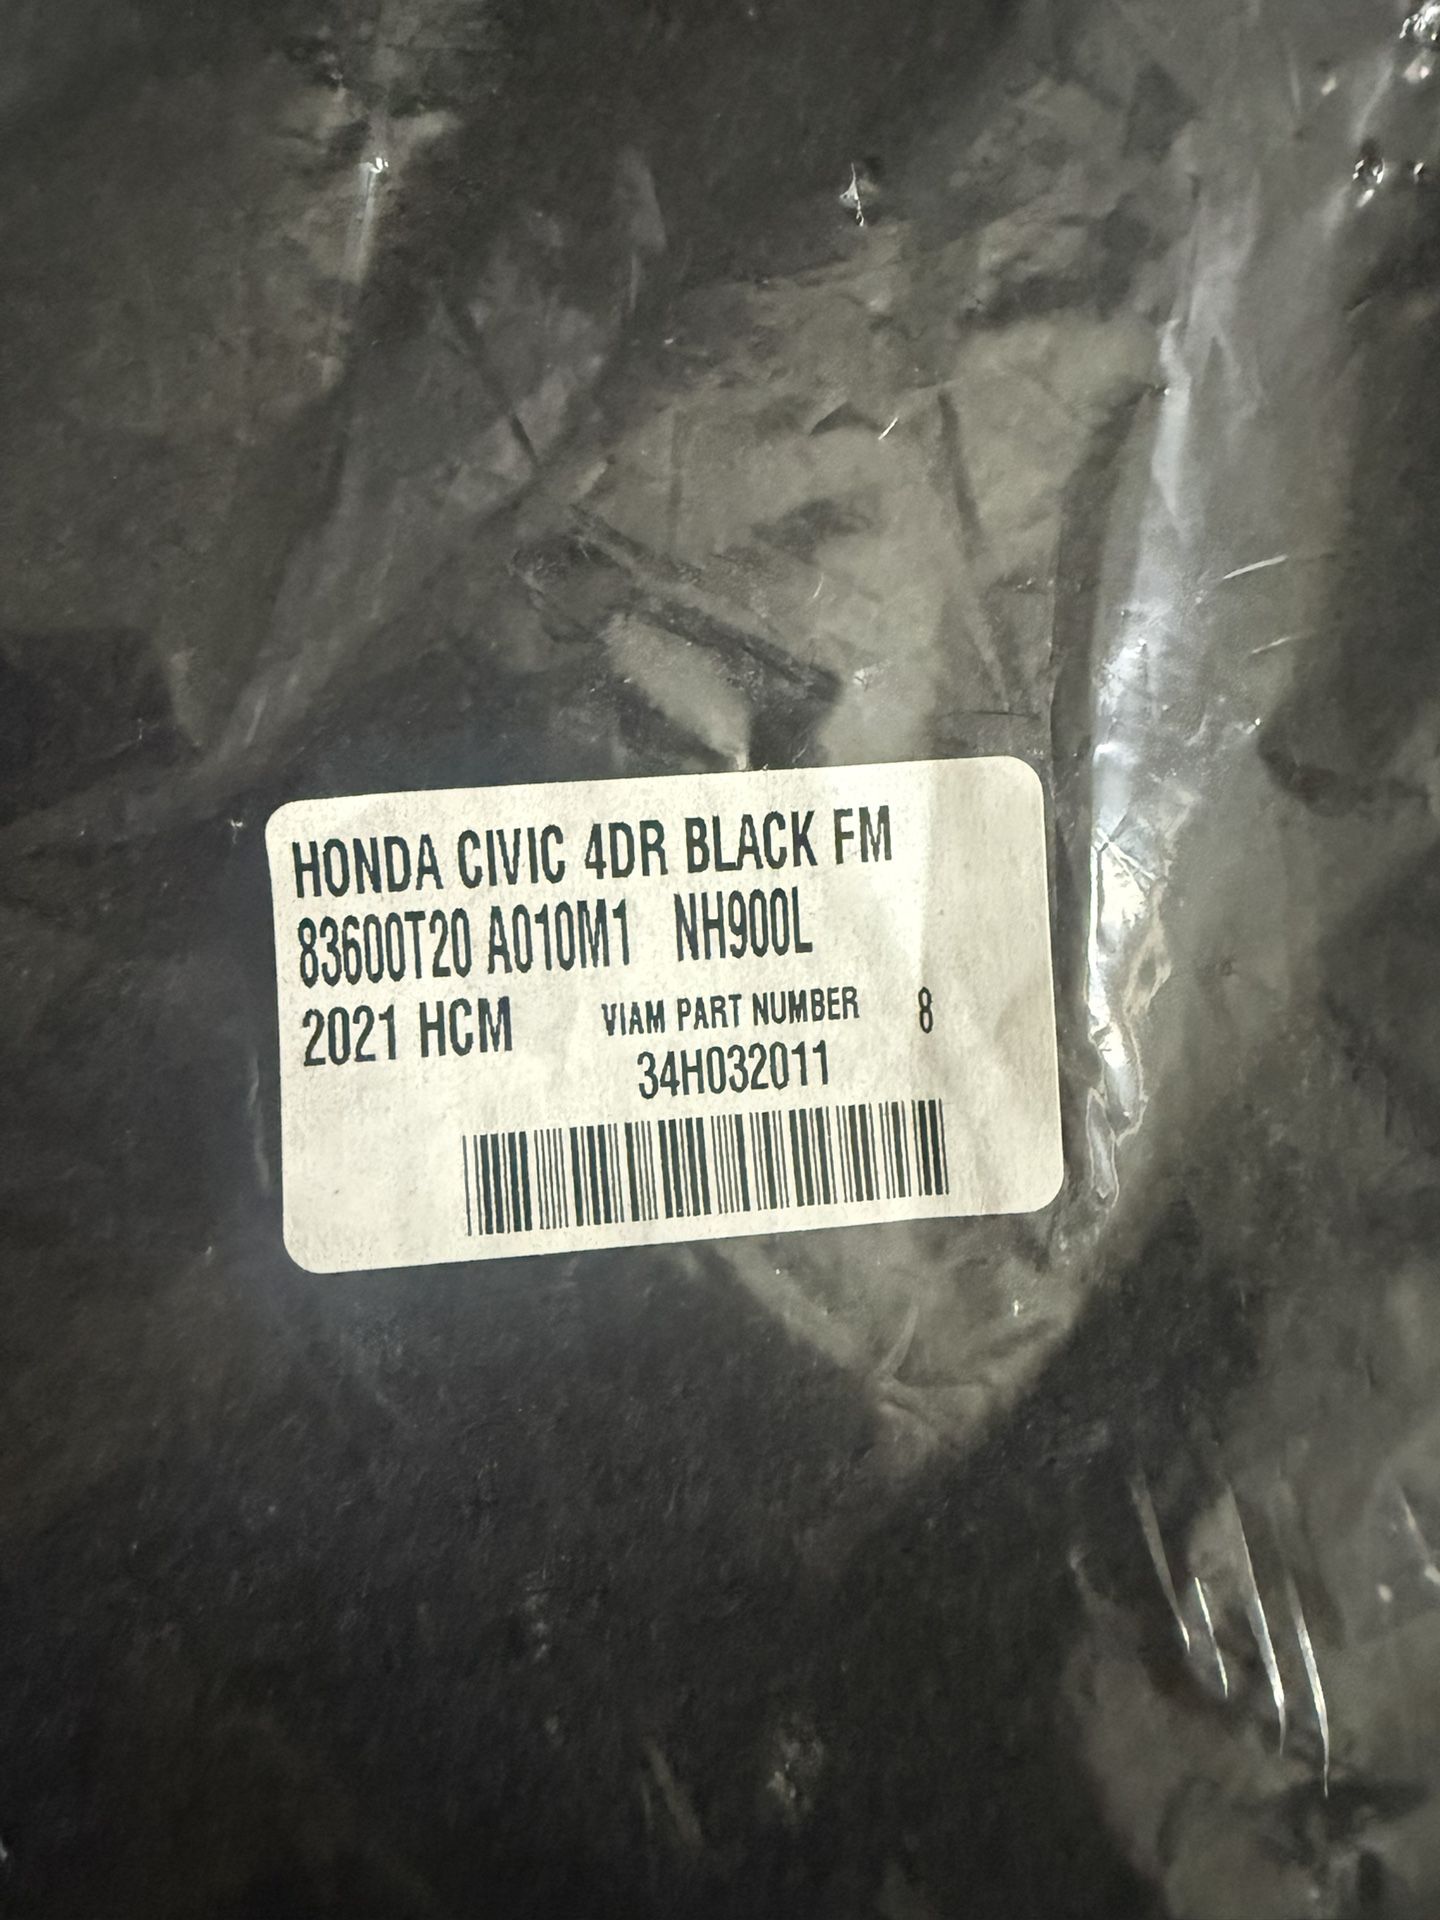 HONDA CIVIC 4DR BLACK FM
83600T20 A010M1 NH900L
2021 HCM VIAM PART NUMBER 8
34H032011